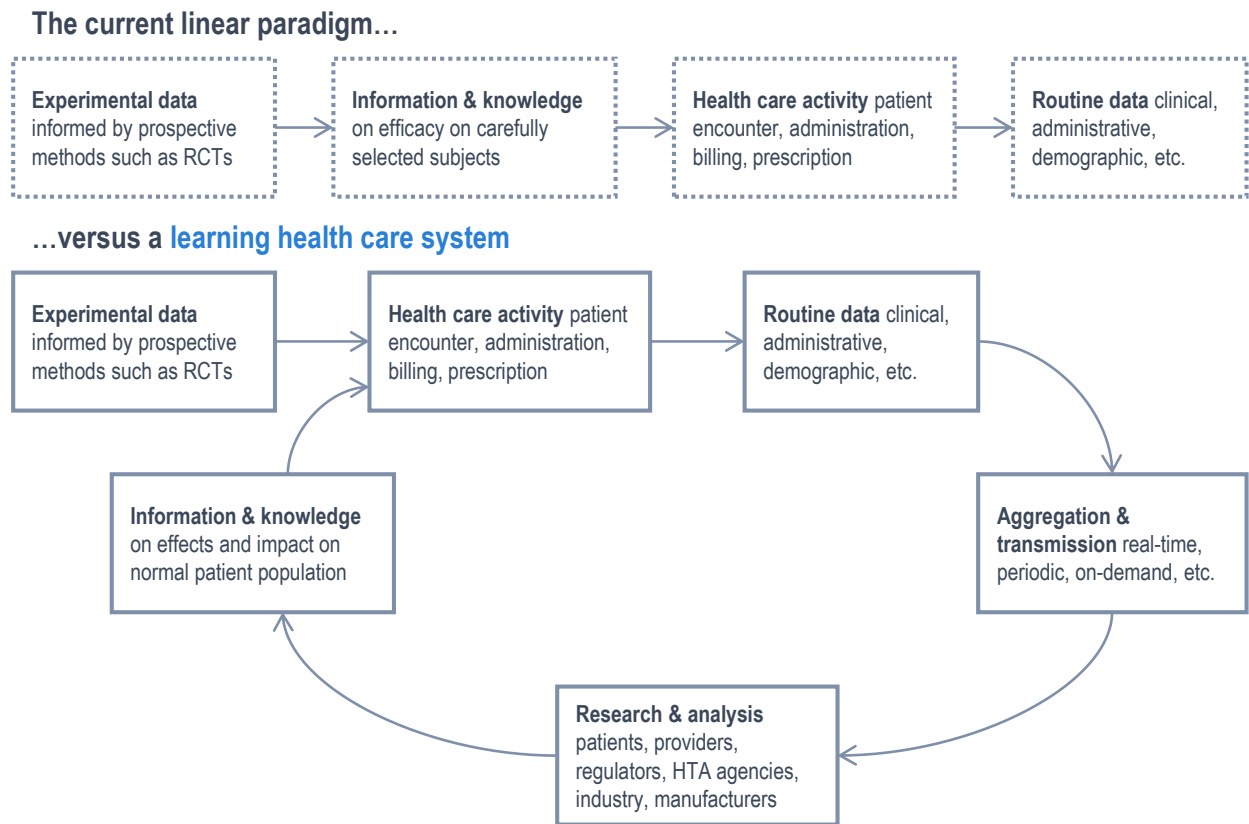 The current linear paradigm…
Experimental data
informed by prospective
methods such as RCTs
Information & knowledge
on efficacy on carefully
selected subjects
Health care activity patient
encounter, administration,
billing, prescription
Routine data clinical,
administrative,
demographic, etc.
…versus a learning health care system
Experimental data
informed by prospective
methods such as RCTs
Health care activity patient
encounter, administration,
billing, prescription
Routine data clinical,
administrative,
demographic, etc.
Information & knowledge
on effects and impact on
normal patient population
Aggregation &
transmission real-time,
periodic, on-demand, etc.
Research & analysis
patients, providers,
regulators, HTA agencies,
industry, manufacturers